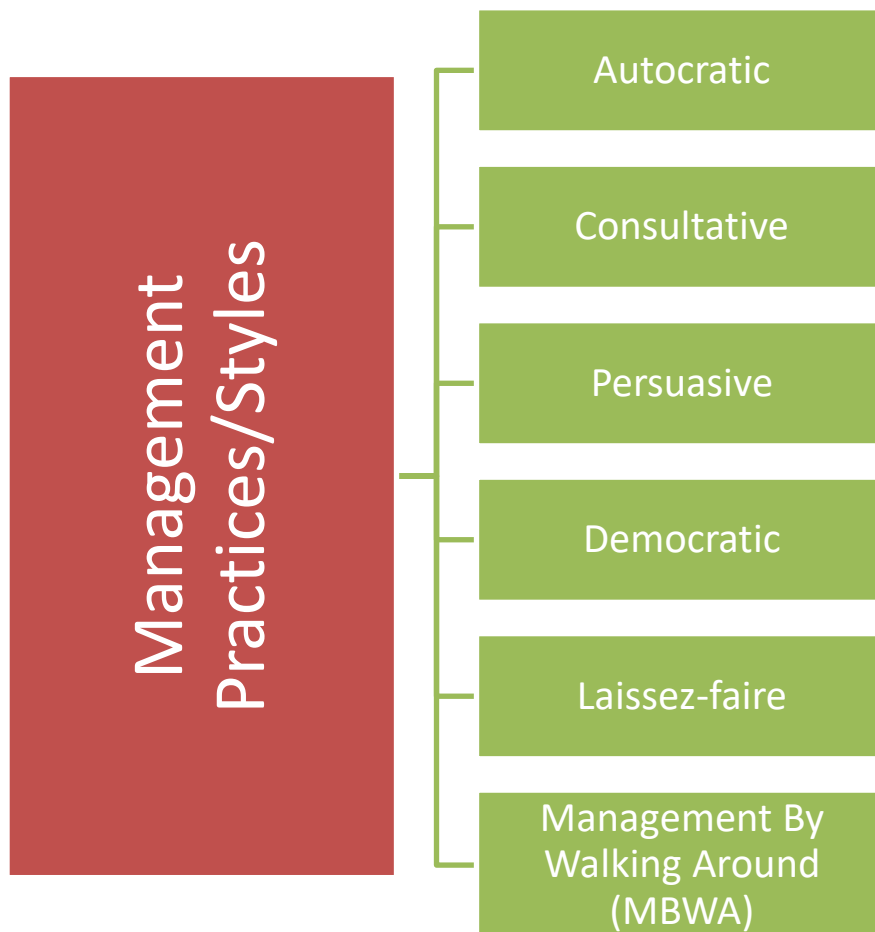 Management
Practices/Styles
Autocratic
Consultative
Persuasive
Democratic
Laissez-faire
Management By
Walking Around
(MBWA)